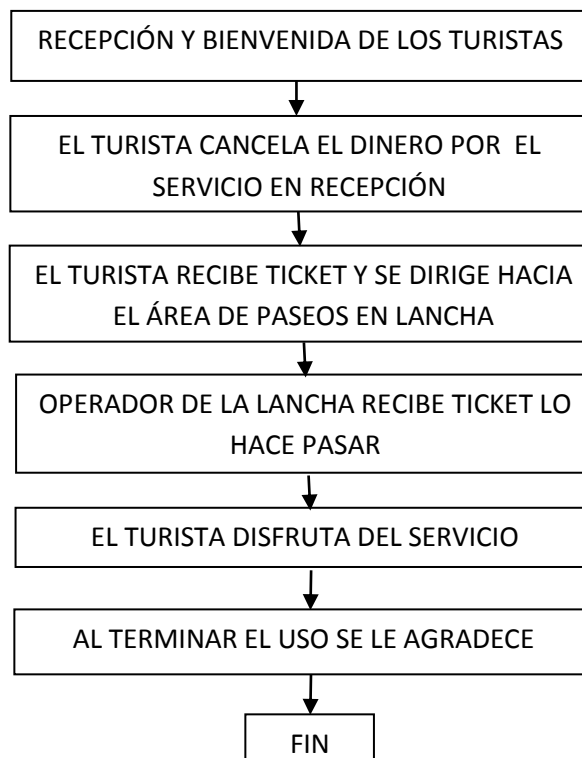 RECEPCIÓN Y BIENVENIDA DE LOS TURISTAS
EL TURISTA CANCELA EL DINERO POR EL
SERVICIO EN RECEPCIÓN
EL TURISTA RECIBE TICKET Y SE DIRIGE HACIA
EL ÁREA DE PASEOS EN LANCHA
OPERADOR DE LA LANCHA RECIBE TICKET LO
HACE PASAR
EL TURISTA DISFRUTA DEL SERVICIO
AL TERMINAR EL USO SE LE AGRADECE
FIN